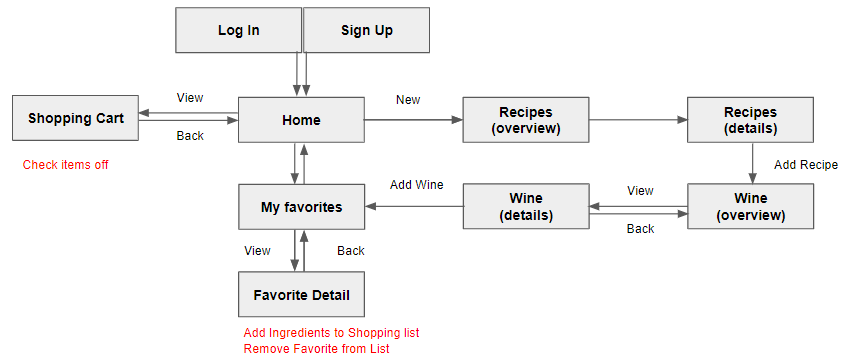 Log In
Sign Up
Shopping Cart
View
Back
Home
New
Recipes
(overview)
Recipes
(details)
Check items off
Add Recipe
My favorites
Add Wine
Wine
(details)
View
Back
Wine
(overview)
View
Back
Favorite Detail
Add Ingredients to Shopping list
Remove Favorite from List